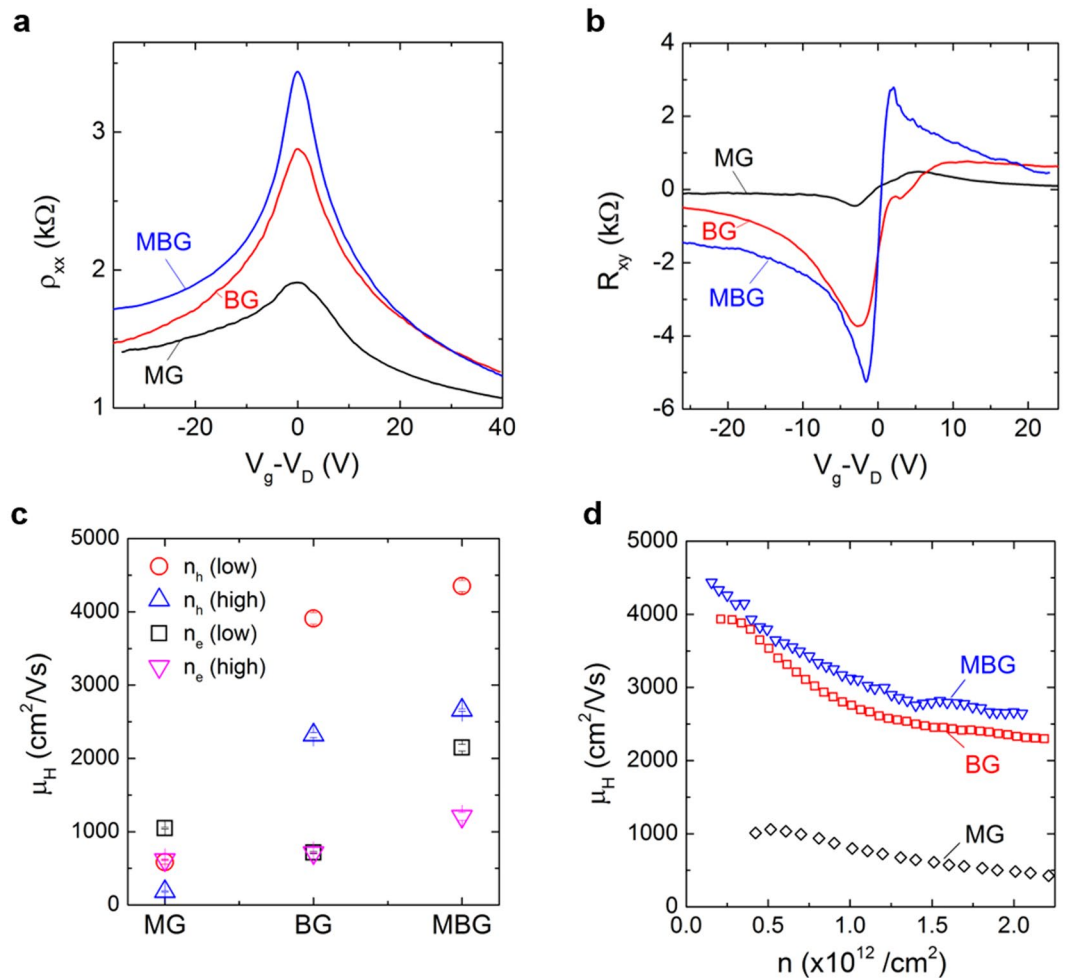 a
3
2
1
ρxx (kΩ)
MBG
BG
MG
-20 0 20 40
Vg-VD (V)
b
4
2
0
-2
-4
-6
Rxy (kΩ)
MG
BG
MBG
-20 -10 0 10 20
Vg-VD (V)
c
5000
4000
3000
2000
1000
0
μH (cm²/Vs)
nh (low)
nh (high)
ne (low)
ne (high)
MG BG MBG
d
5000
4000
3000
2000
1000
0
μH (cm²/Vs)
MBG
BG
MG
0.0 0.5 1.0 1.5 2.0
n (x10¹² /cm²)